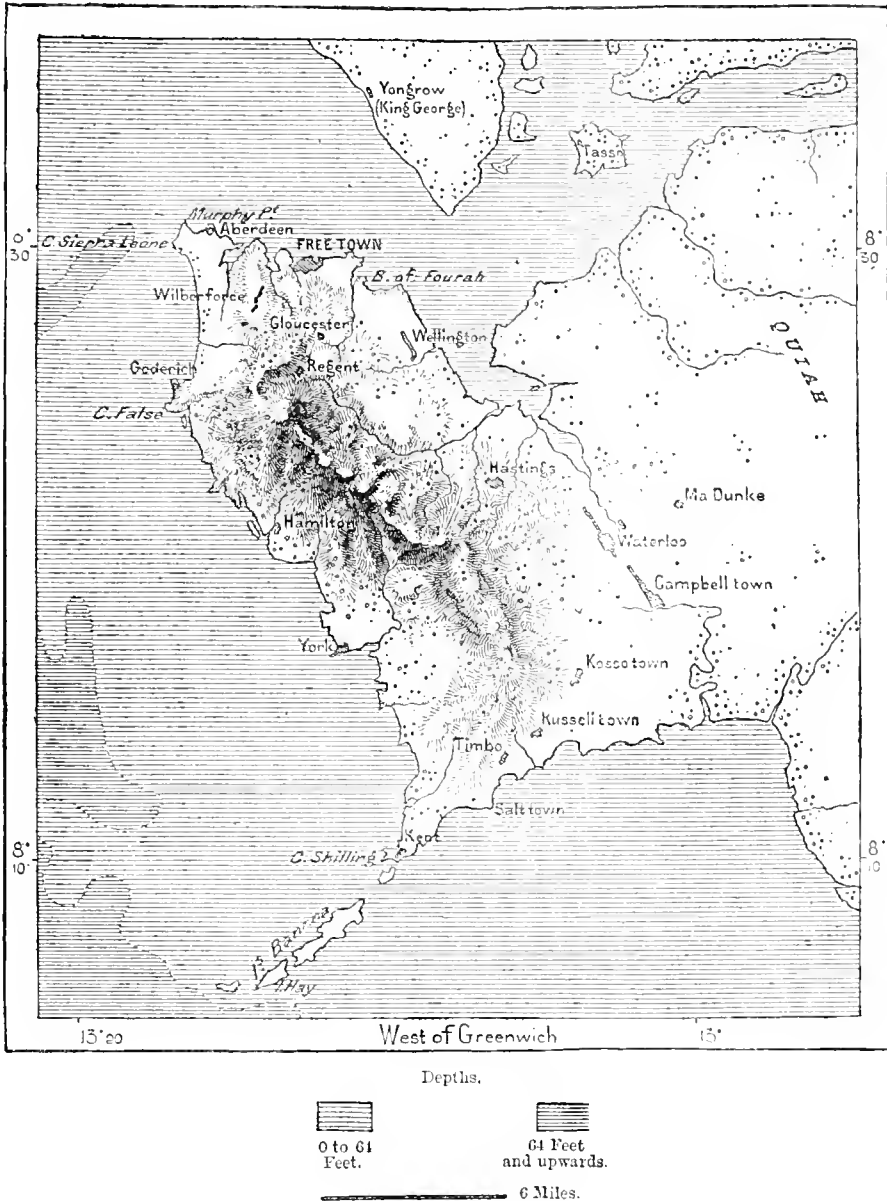 Yongrow
(King George)
Tasso
Murphy Pt
Aberdeen
C. Sierra Leone
FREE TOWN
8°
30
8°
30
B. of Fourah
Wilberforce
Gloucester
Wellington
QUIAH
Goderich
Regent
C. False
Hastings
Ma Dunke
Hamilton
Waterloo
Campbell town
York
Kosso town
Kussell town
Timbo
Salt town
Kent
8°
10
8°
10
C. Shilling
Is Banana
I. Hay
13° 20
West of Greenwich
13°
Depths.
0 to 64
Feet.
64 Feet
and upwards.
6 Miles.